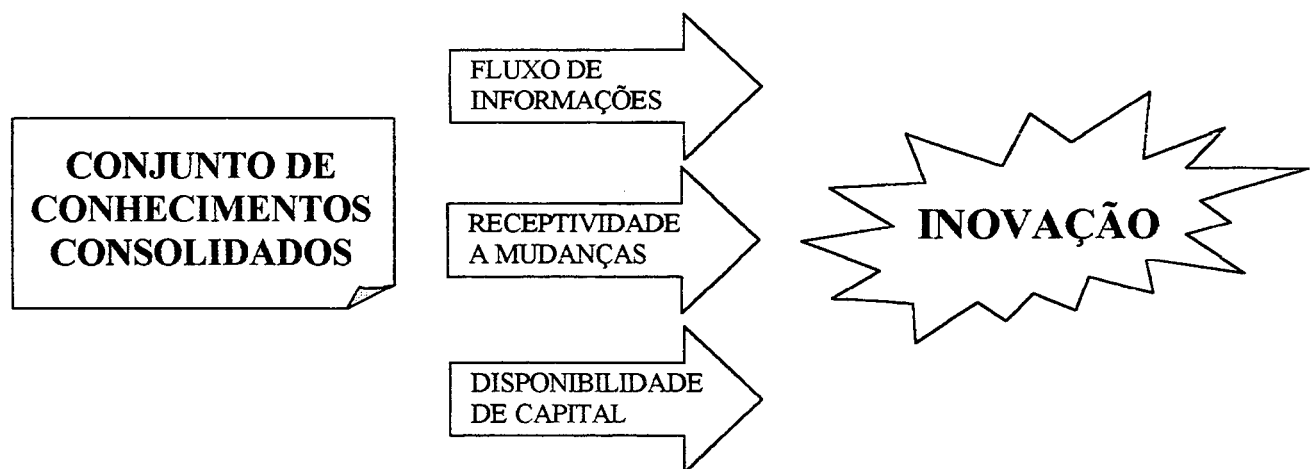 CONJUNTO DE
CONHECIMENTOS
CONSOLIDADOS
FLUXO DE
INFORMAÇÕES
RECEPTIVIDADE
A MUDANÇAS
DISPONIBILIDADE
DE CAPITAL
INOVAÇÃO